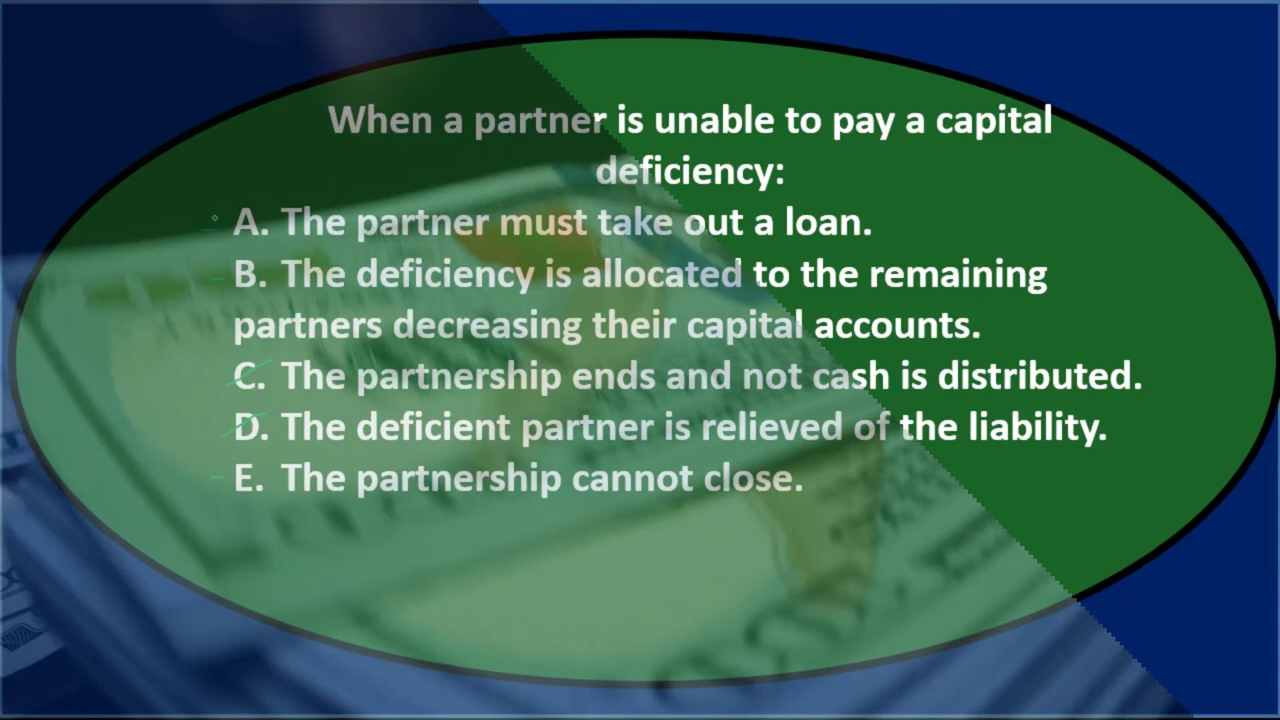 When a partner is unable to pay a capital
deficiency:
A. The partner must take out a loan.
B. The deficiency is allocated to the remaining
partners decreasing their capital accounts.
C. The partnership ends and not cash is distributed.
D. The deficient partner is relieved of the liability.
E. The partnership cannot close.